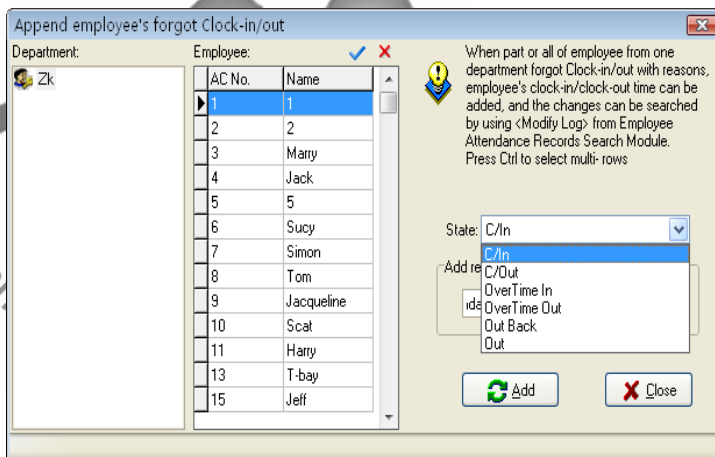 Append employee's forgot Clock-in/out
Department:
Zk
Employee:
AC No. Name
1 1
2 2
3 Marry
4 Jack
5 5
6 Sucy
7 Simon
8 Tom
9 Jacqueline
10 Scat
11 Harry
13 T-bay
15 Jeff
When part or all of employee from one
department forgot Clock-in/out with reasons,
employee's clock-in/clock-out time can be
added, and the changes can be searched
by using <Modify Log> from Employee
Attendance Records Search Module.
Press Ctrl to select multi- rows
State: C/In
C/In
C/Out
OverTime In
OverTime Out
Out Back
Out
Add re
Add
Close